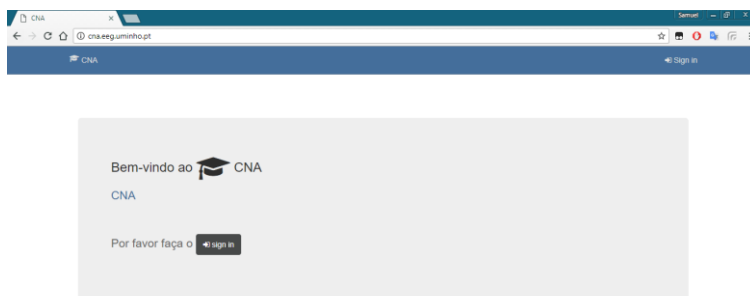 CNA
Samuel
cna.eeg.uminho.pt
CNA
Sign in
Bem-vindo ao CNA
CNA
Por favor faça o sign in